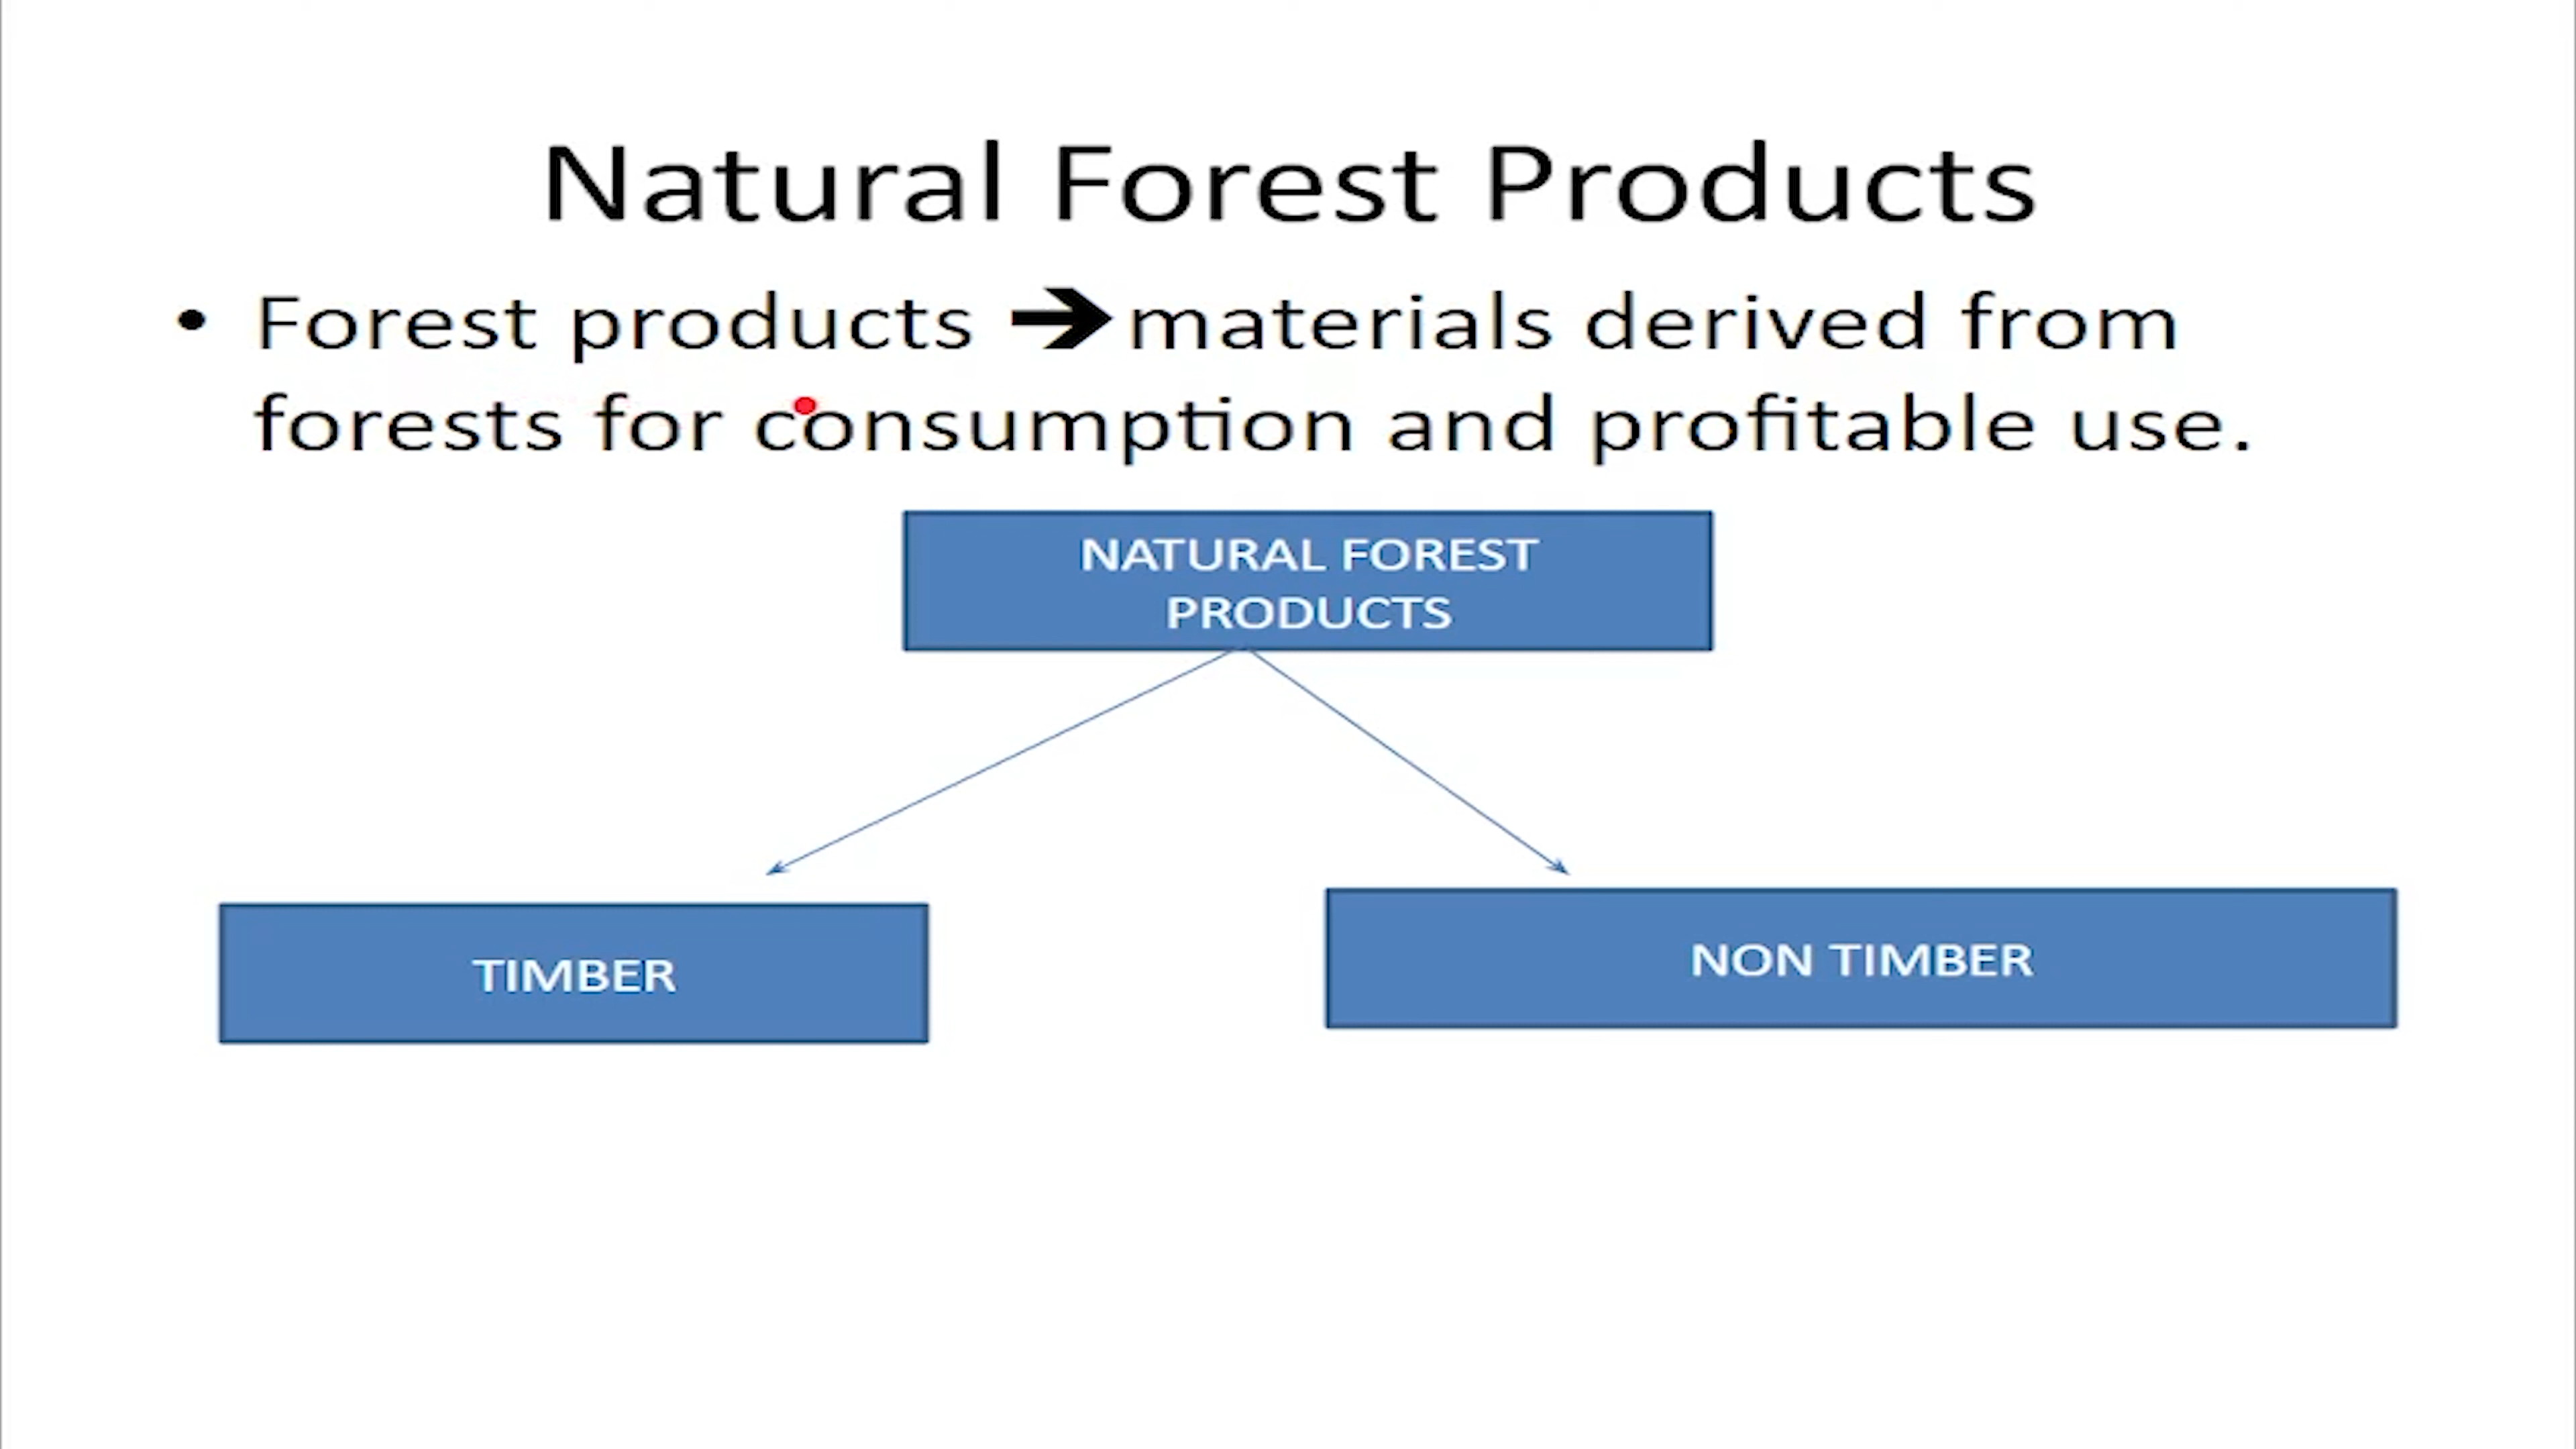 Natural Forest Products
• Forest products ➔ materials derived from
forests for consumption and profitable use.
NATURAL FOREST
PRODUCTS
TIMBER
NON TIMBER